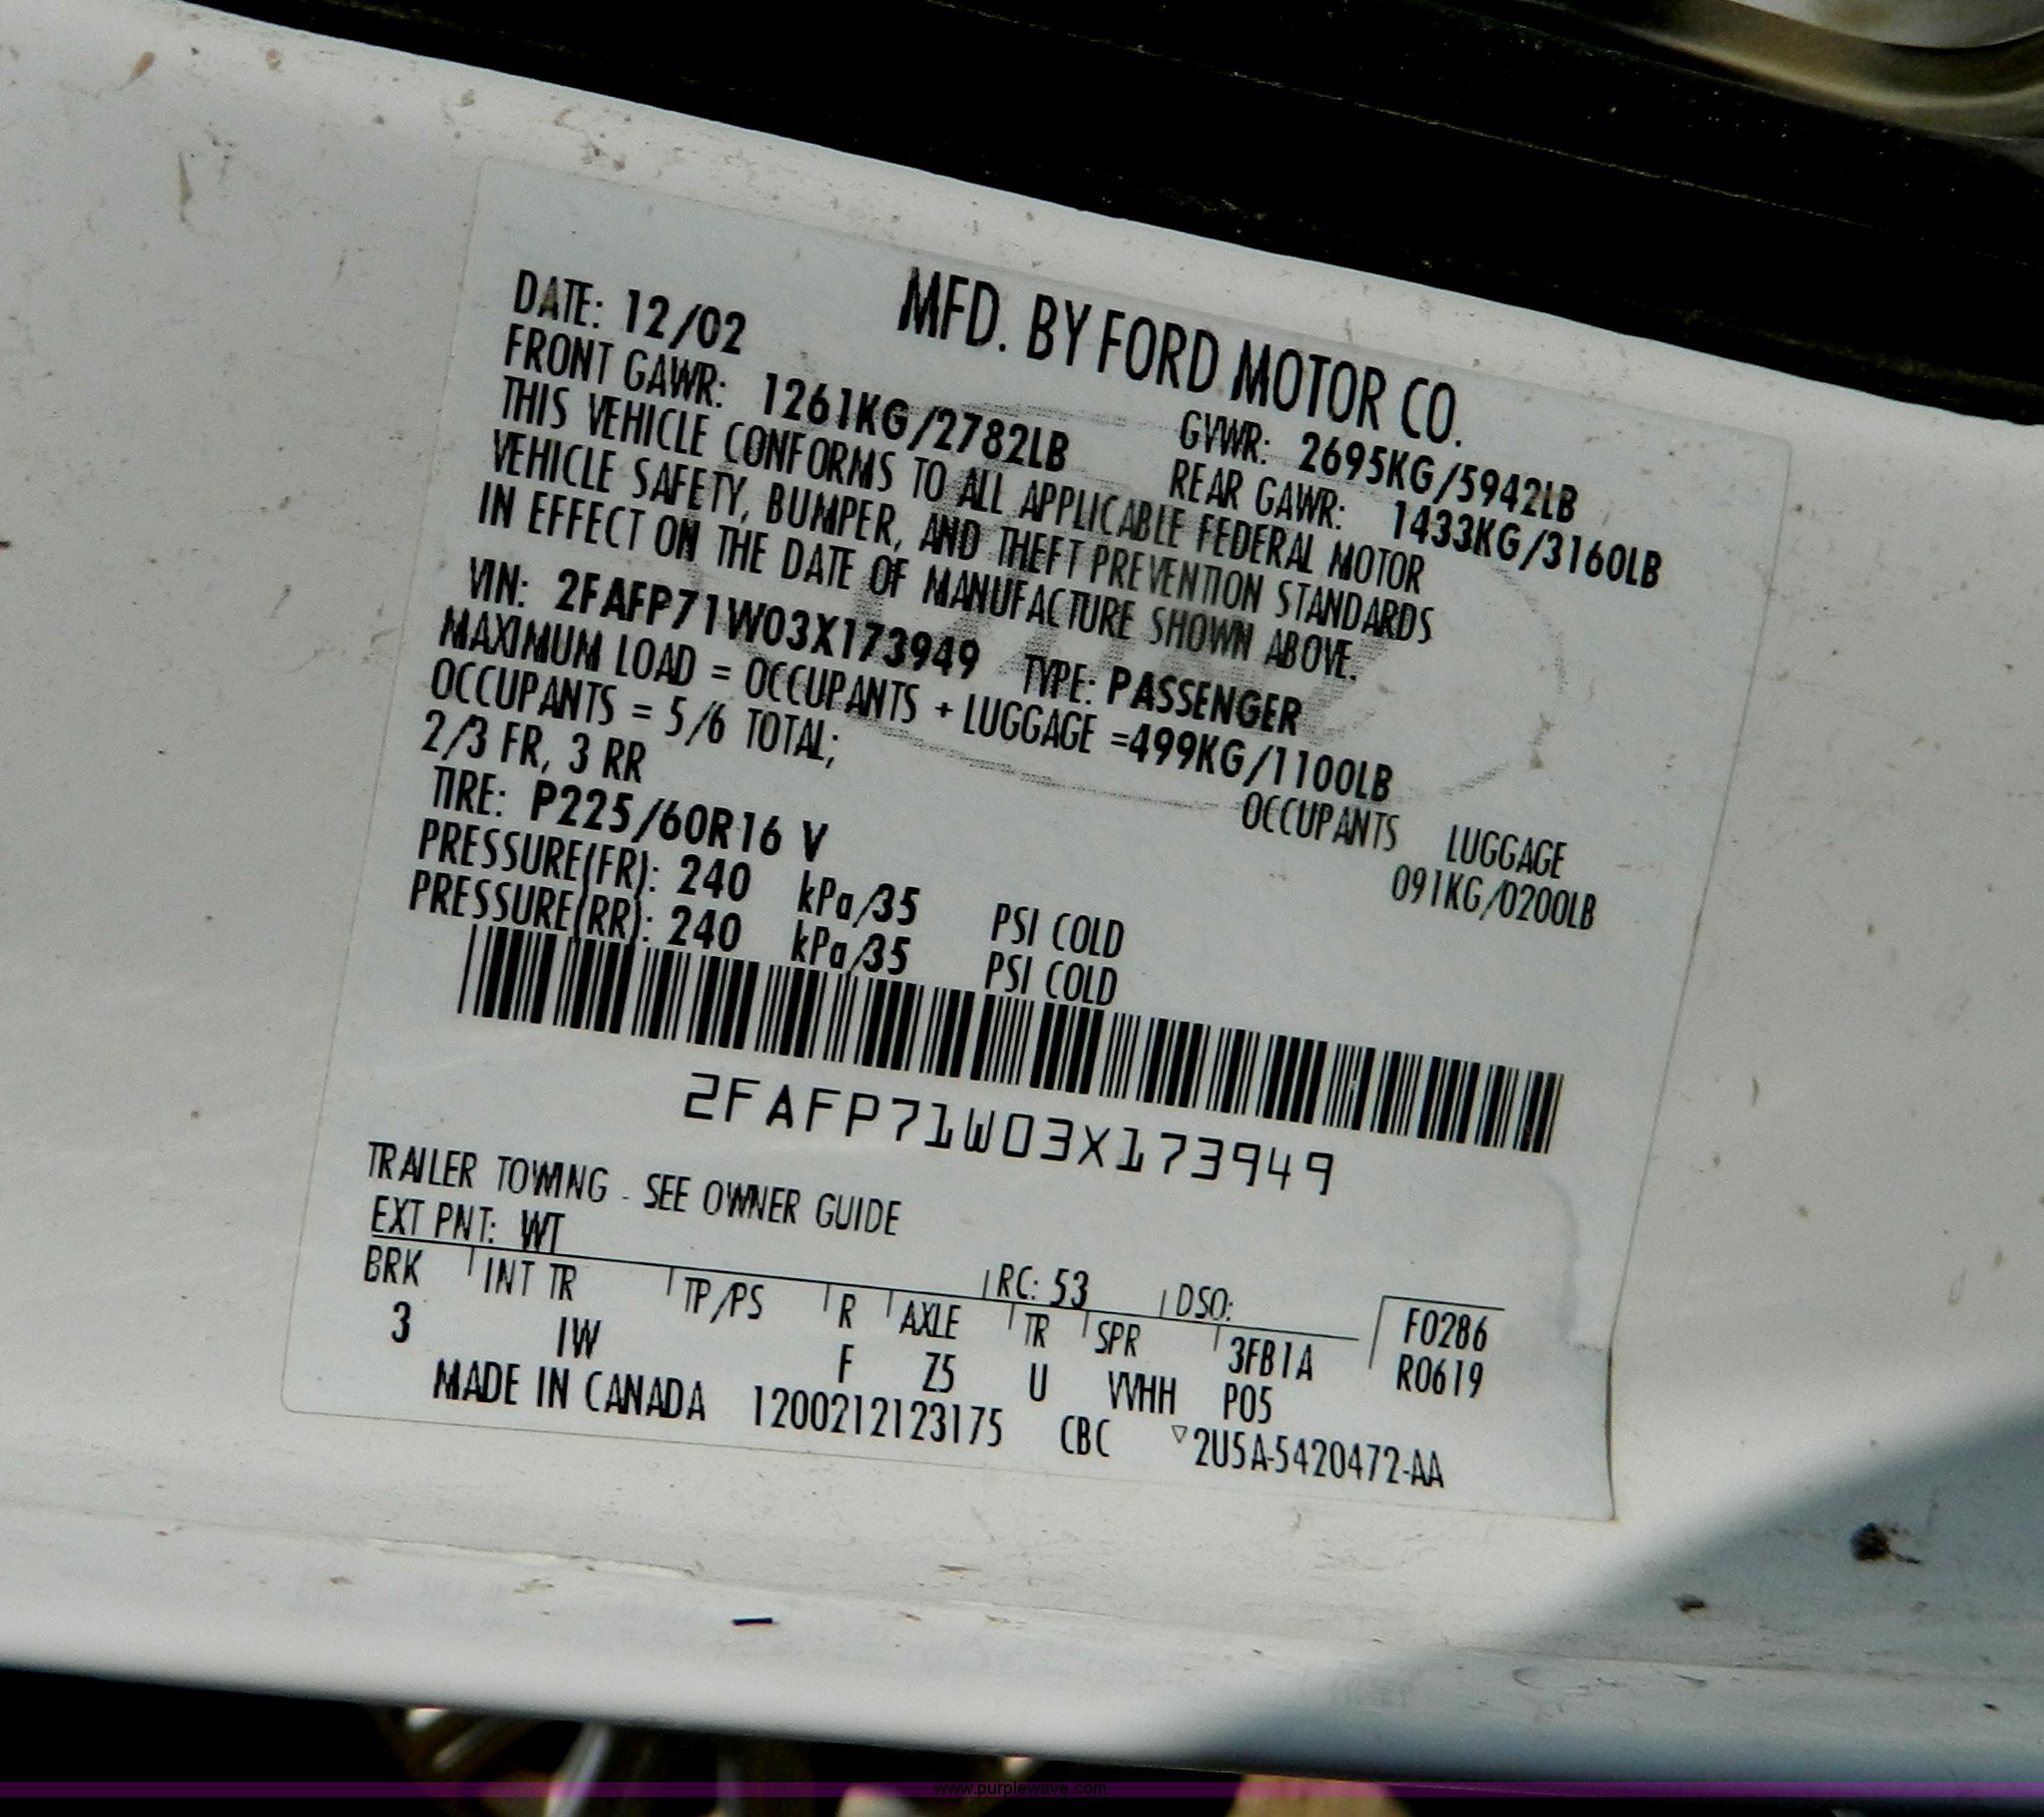 MFD. BY FORD MOTOR CO.
DATE: 12/02 GVWR: 2695KG/5942LB
FRONT GAWR: 1261KG/2782LB REAR GAWR: 1433KG/3160LB
THIS VEHICLE CONFORMS TO ALL APPLICABLE FEDERAL MOTOR
VEHICLE SAFETY, BUMPER, AND THEFT PREVENTION STANDARDS
IN EFFECT ON THE DATE OF MANUFACTURE SHOWN ABOVE.
VIN: 2FAFP71W03X173949 TYPE: PASSENGER
MAXIMUM LOAD = OCCUPANTS + LUGGAGE =499KG/1100LB
OCCUPANTS = 5/6 TOTAL; OCCUPANTS LUGGAGE
2/3 FR, 3 RR 091KG/0200LB
TIRE: P225/60R16 V
PRESSURE(FR): 240 kPa/35 PSI COLD
PRESSURE(RR): 240 kPa/35 PSI COLD
2FAFP71W03X173949
TRAILER TOWING - SEE OWNER GUIDE
EXT PNT: WT RC: 53 DSO: F0286
BRK INT TR TP/PS R AXLE TR SPR 3FB1A R0619
3 IW F Z5 U VVHH P05
MADE IN CANADA 1200212123175 CBC ▽2U5A-5420472-AA
www.purplewave.com